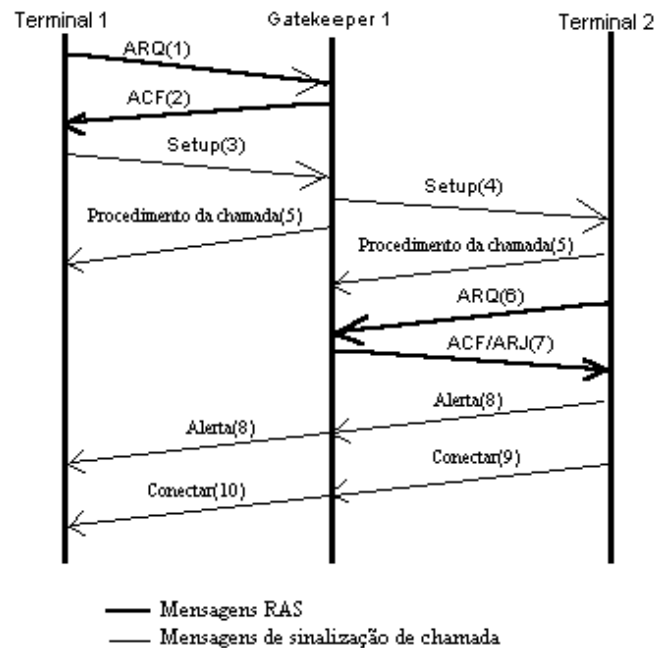 Terminal 1
Gatekeeper 1
Terminal 2
ARQ(1)
ACF(2)
Setup(3)
Setup(4)
Procedimento da chamada(5)
Procedimento da chamada(5)
ARQ(6)
ACF/ARJ(7)
Alerta(8)
Alerta(8)
Conectar(9)
Conectar(10)
Mensagens RAS
Mensagens de sinalização de chamada